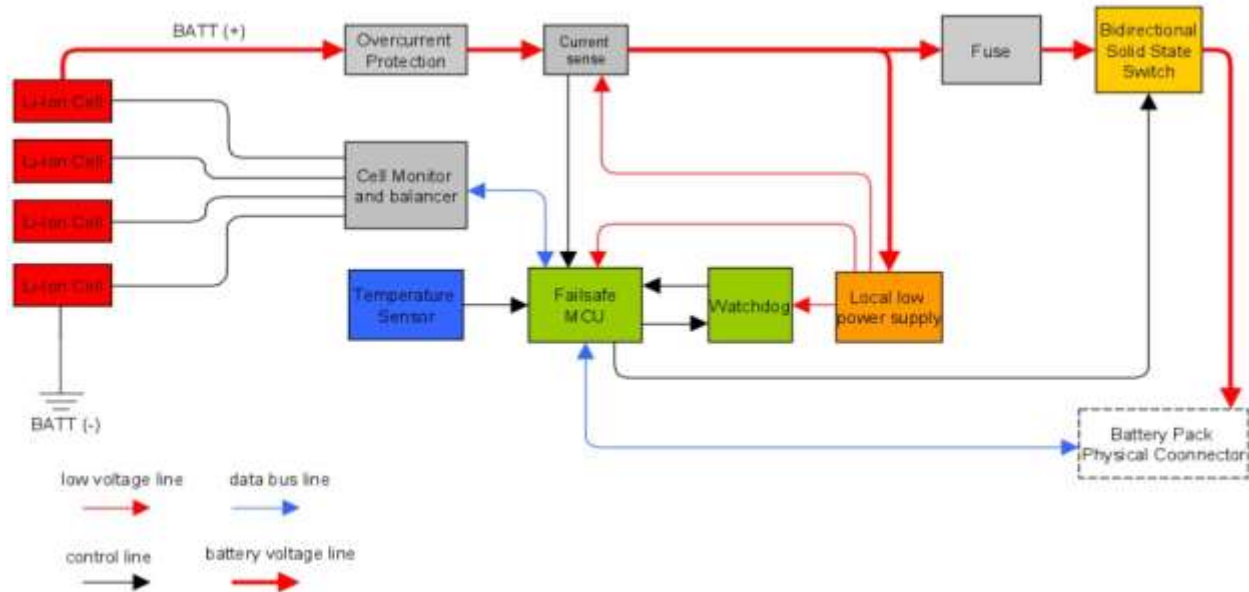 BATT (+)
Overcurrent
Protection
Current
sense
Fuse
Bidirectional
Solid State
Switch
Li-Ion Cell
Li-Ion Cell
Li-Ion Cell
Li-Ion Cell
Cell Monitor
and balancer
Temperature
Sensor
Failsafe
MCU
Watchdog
Local low
power supply
BATT (-)
Battery Pack
Physical Coonnector
low voltage line
data bus line
control line
battery voltage line